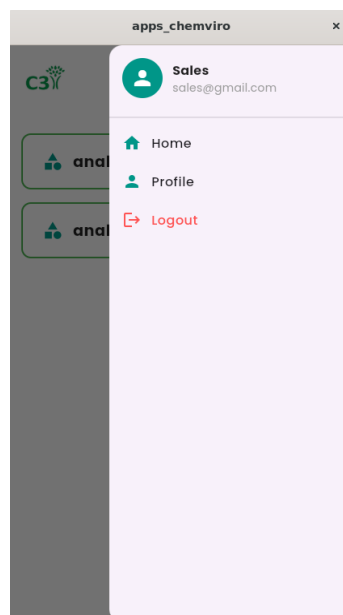 apps_chemviro
×
C3
Sales
sales@gmail.com
anal
anal
Home
Profile
Logout